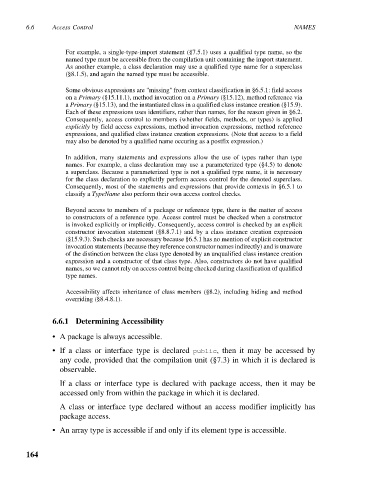 6.6 Access Control NAMES
For example, a single-type-import statement (§7.5.1) uses a qualified type name, so the
named type must be accessible from the compilation unit containing the import statement.
As another example, a class declaration may use a qualified type name for a superclass
(§8.1.5), and again the named type must be accessible.
Some obvious expressions are "missing" from context classification in §6.5.1: field access
on a Primary (§15.11.1), method invocation on a Primary (§15.12), method reference via
a Primary (§15.13), and the instantiated class in a qualified class instance creation (§15.9).
Each of these expressions uses identifiers, rather than names, for the reason given in §6.2.
Consequently, access control to members (whether fields, methods, or types) is applied
explicitly by field access expressions, method invocation expressions, method reference
expressions, and qualified class instance creation expressions. (Note that access to a field
may also be denoted by a qualified name occuring as a postfix expression.)
In addition, many statements and expressions allow the use of types rather than type
names. For example, a class declaration may use a parameterized type (§4.5) to denote
a superclass. Because a parameterized type is not a qualified type name, it is necessary
for the class declaration to explicitly perform access control for the denoted superclass.
Consequently, most of the statements and expressions that provide contexts in §6.5.1 to
classify a TypeName also perform their own access control checks.
Beyond access to members of a package or reference type, there is the matter of access
to constructors of a reference type. Access control must be checked when a constructor
is invoked explicitly or implicitly. Consequently, access control is checked by an explicit
constructor invocation statement (§8.8.7.1) and by a class instance creation expression
(§15.9.3). Such checks are necessary because §6.5.1 has no mention of explicit constructor
invocation statements (because they reference constructor names indirectly) and is unaware
of the distinction between the class type denoted by an unqualified class instance creation
expression and a constructor of that class type. Also, constructors do not have qualified
names, so we cannot rely on access control being checked during classification of qualified
type names.
Accessibility affects inheritance of class members (§8.2), including hiding and method
overriding (§8.4.8.1).
6.6.1 Determining Accessibility
• A package is always accessible.
• If a class or interface type is declared public, then it may be accessed by
any code, provided that the compilation unit (§7.3) in which it is declared is
observable.
If a class or interface type is declared with package access, then it may be
accessed only from within the package in which it is declared.
A class or interface type declared without an access modifier implicitly has
package access.
• An array type is accessible if and only if its element type is accessible.
164